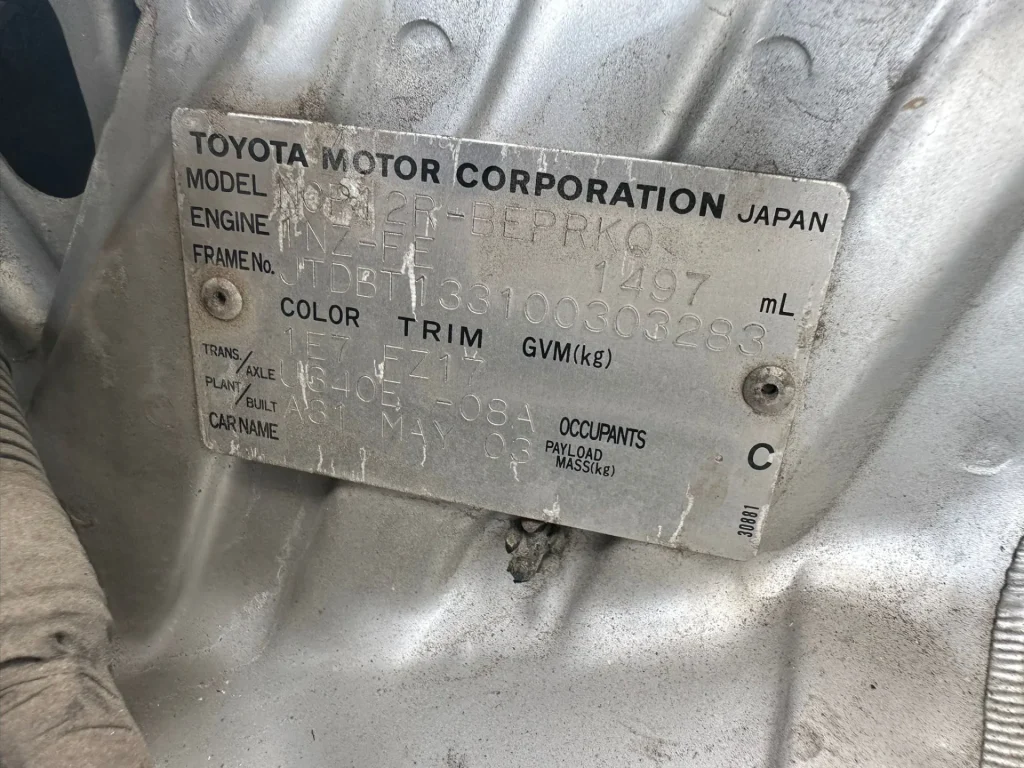 TOYOTA MOTOR CORPORATION JAPAN
MODEL NCP12R-BEPRKQ
ENGINE 1NZ-FE 1497 mL
FRAME No. JTDBT133100303283
COLOR TRIM GVM(kg)
1E7 FZ17
TRANS./AXLE U340E -08A
PLANT/BUILT A31 MAY 03 OCCUPANTS
CAR NAME PAYLOAD
MASS(kg)
C
30881